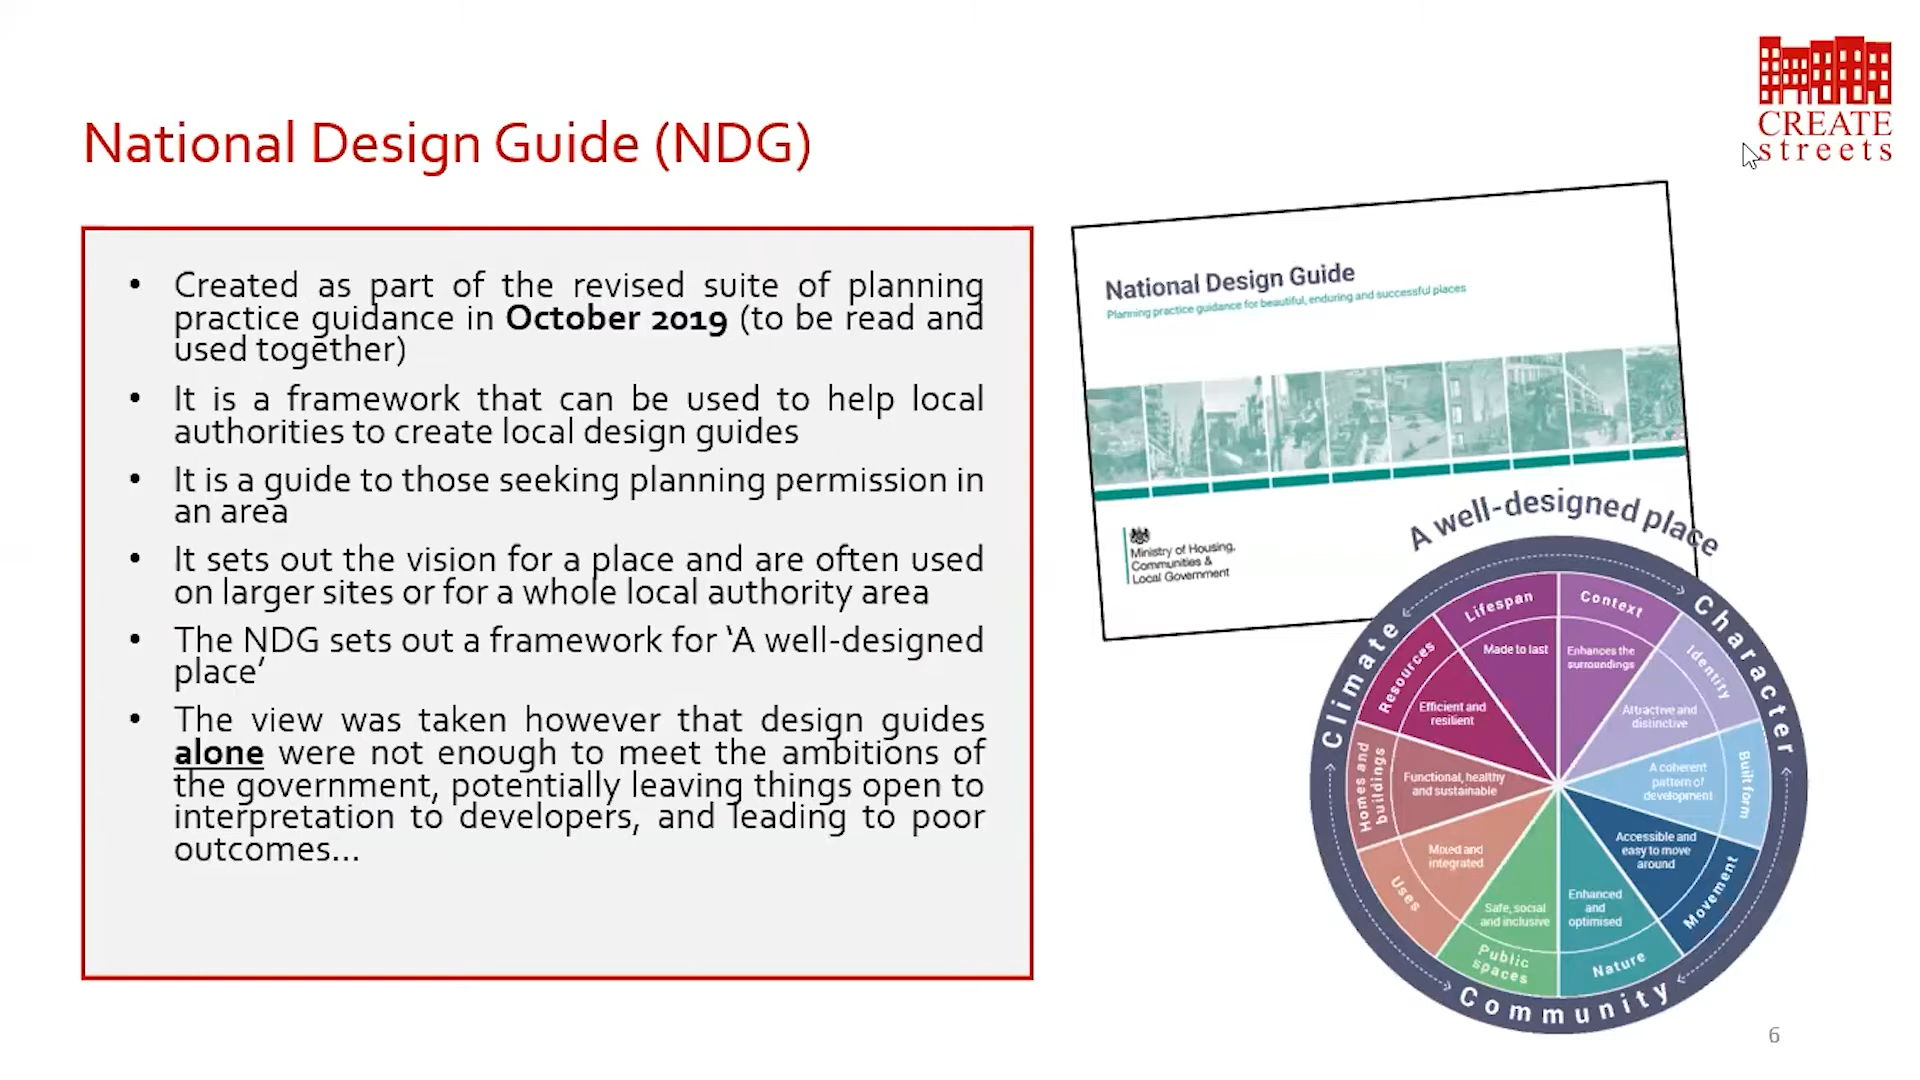 CREATE
streets
National Design Guide (NDG)
• Created as part of the revised suite of planning
practice guidance in October 2019 (to be read and
used together)
• It is a framework that can be used to help local
authorities to create local design guides
• It is a guide to those seeking planning permission in
an area
• It sets out the vision for a place and are often used
on larger sites or for a whole local authority area
• The NDG sets out a framework for ‘A well-designed
place’
• The view was taken however that design guides
alone were not enough to meet the ambitions of
the government, potentially leaving things open to
interpretation to developers, and leading to poor
outcomes...
National Design Guide
Planning practice guidance for beautiful, enduring and successful places
Ministry of Housing,
Communities &
Local Government
A well-designed place
Climate
Character
Community
Context
Enhances the
surroundings
Identity
Attractive and
distinctive
Built form
A coherent
pattern of
development
Movement
Accessible and
easy to move
around
Nature
Enhanced
and
optimised
Public
spaces
Safe, social
and inclusive
Uses
Mixed and
integrated
Homes and
buildings
Functional, healthy
and sustainable
Resources
Efficient and
resilient
Lifespan
Made to last
6